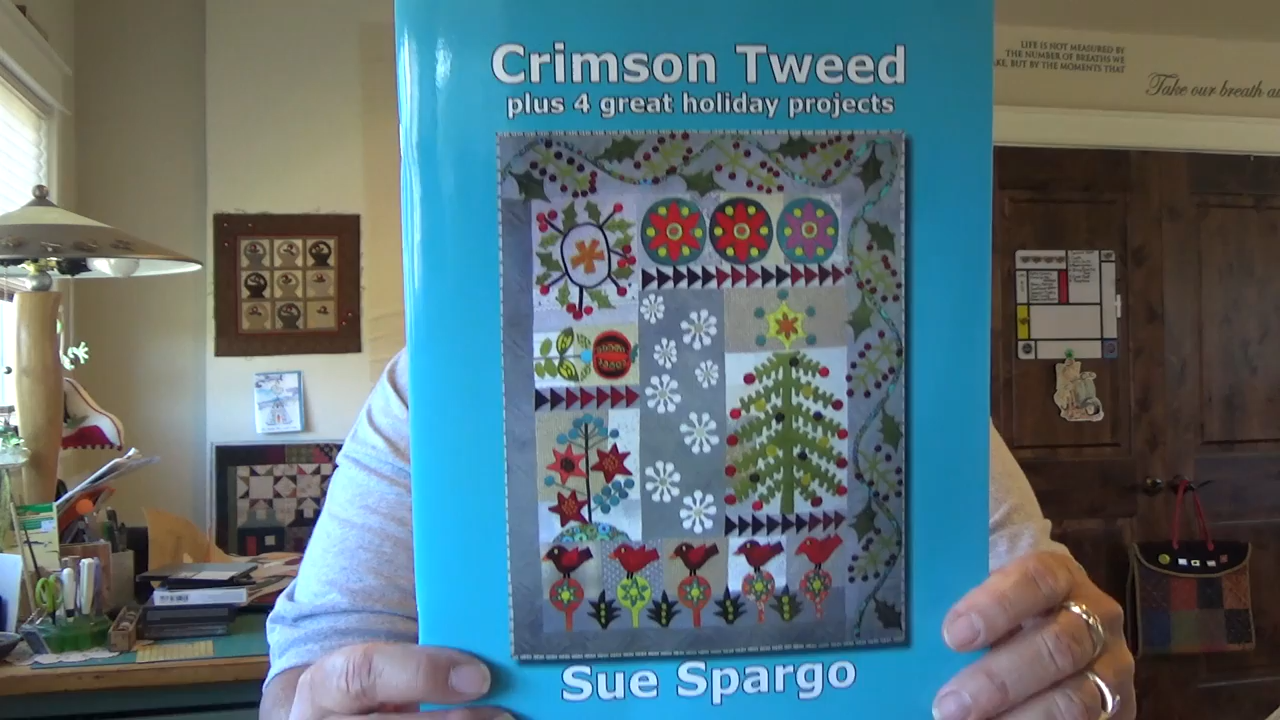 Crimson Tweed
plus 4 great holiday projects
Sue Spargo
LIFE IS NOT MEASURED BY
THE NUMBER OF BREATHS WE
KE, BUT BY THE MOMENTS THAT
Take our breath a